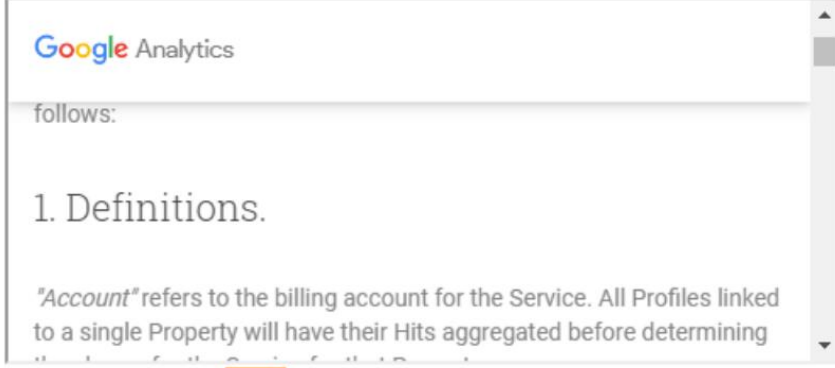 Google Analytics
follows:
1. Definitions.
"Account" refers to the billing account for the Service. All Profiles linked
to a single Property will have their Hits aggregated before determining